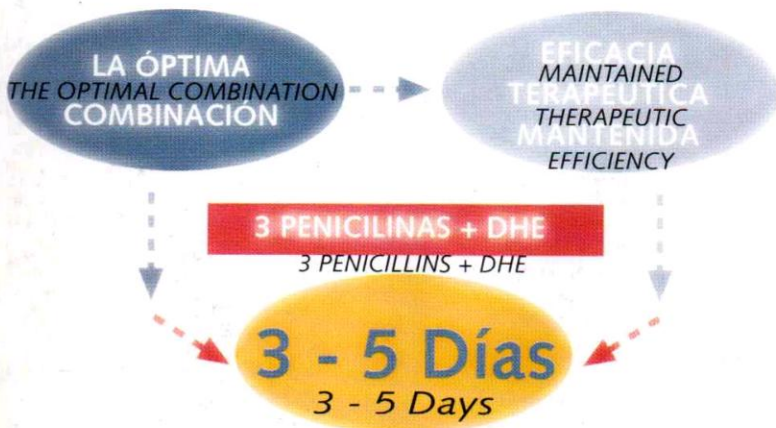 LA ÓPTIMA
THE OPTIMAL COMBINATION
COMBINACIÓN
EFICACIA
MAINTAINED
TERAPÉUTICA
THERAPEUTIC
MANTENIDA
EFFICIENCY
3 PENICILINAS + DHE
3 PENICILLINS + DHE
3 - 5 Días
3 - 5 Days